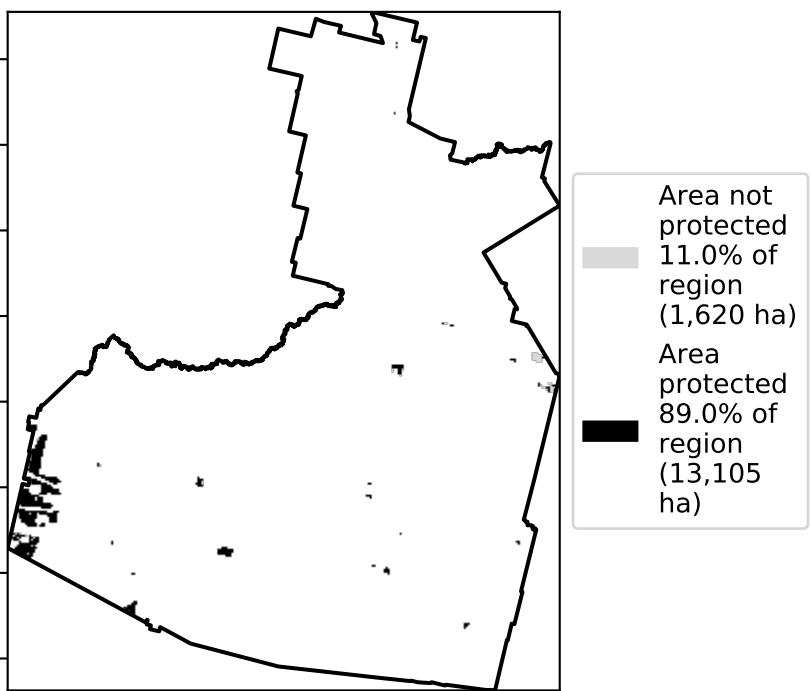 Area not
protected
11.0% of
region
(1,620 ha)
Area
protected
89.0% of
region
(13,105
ha)